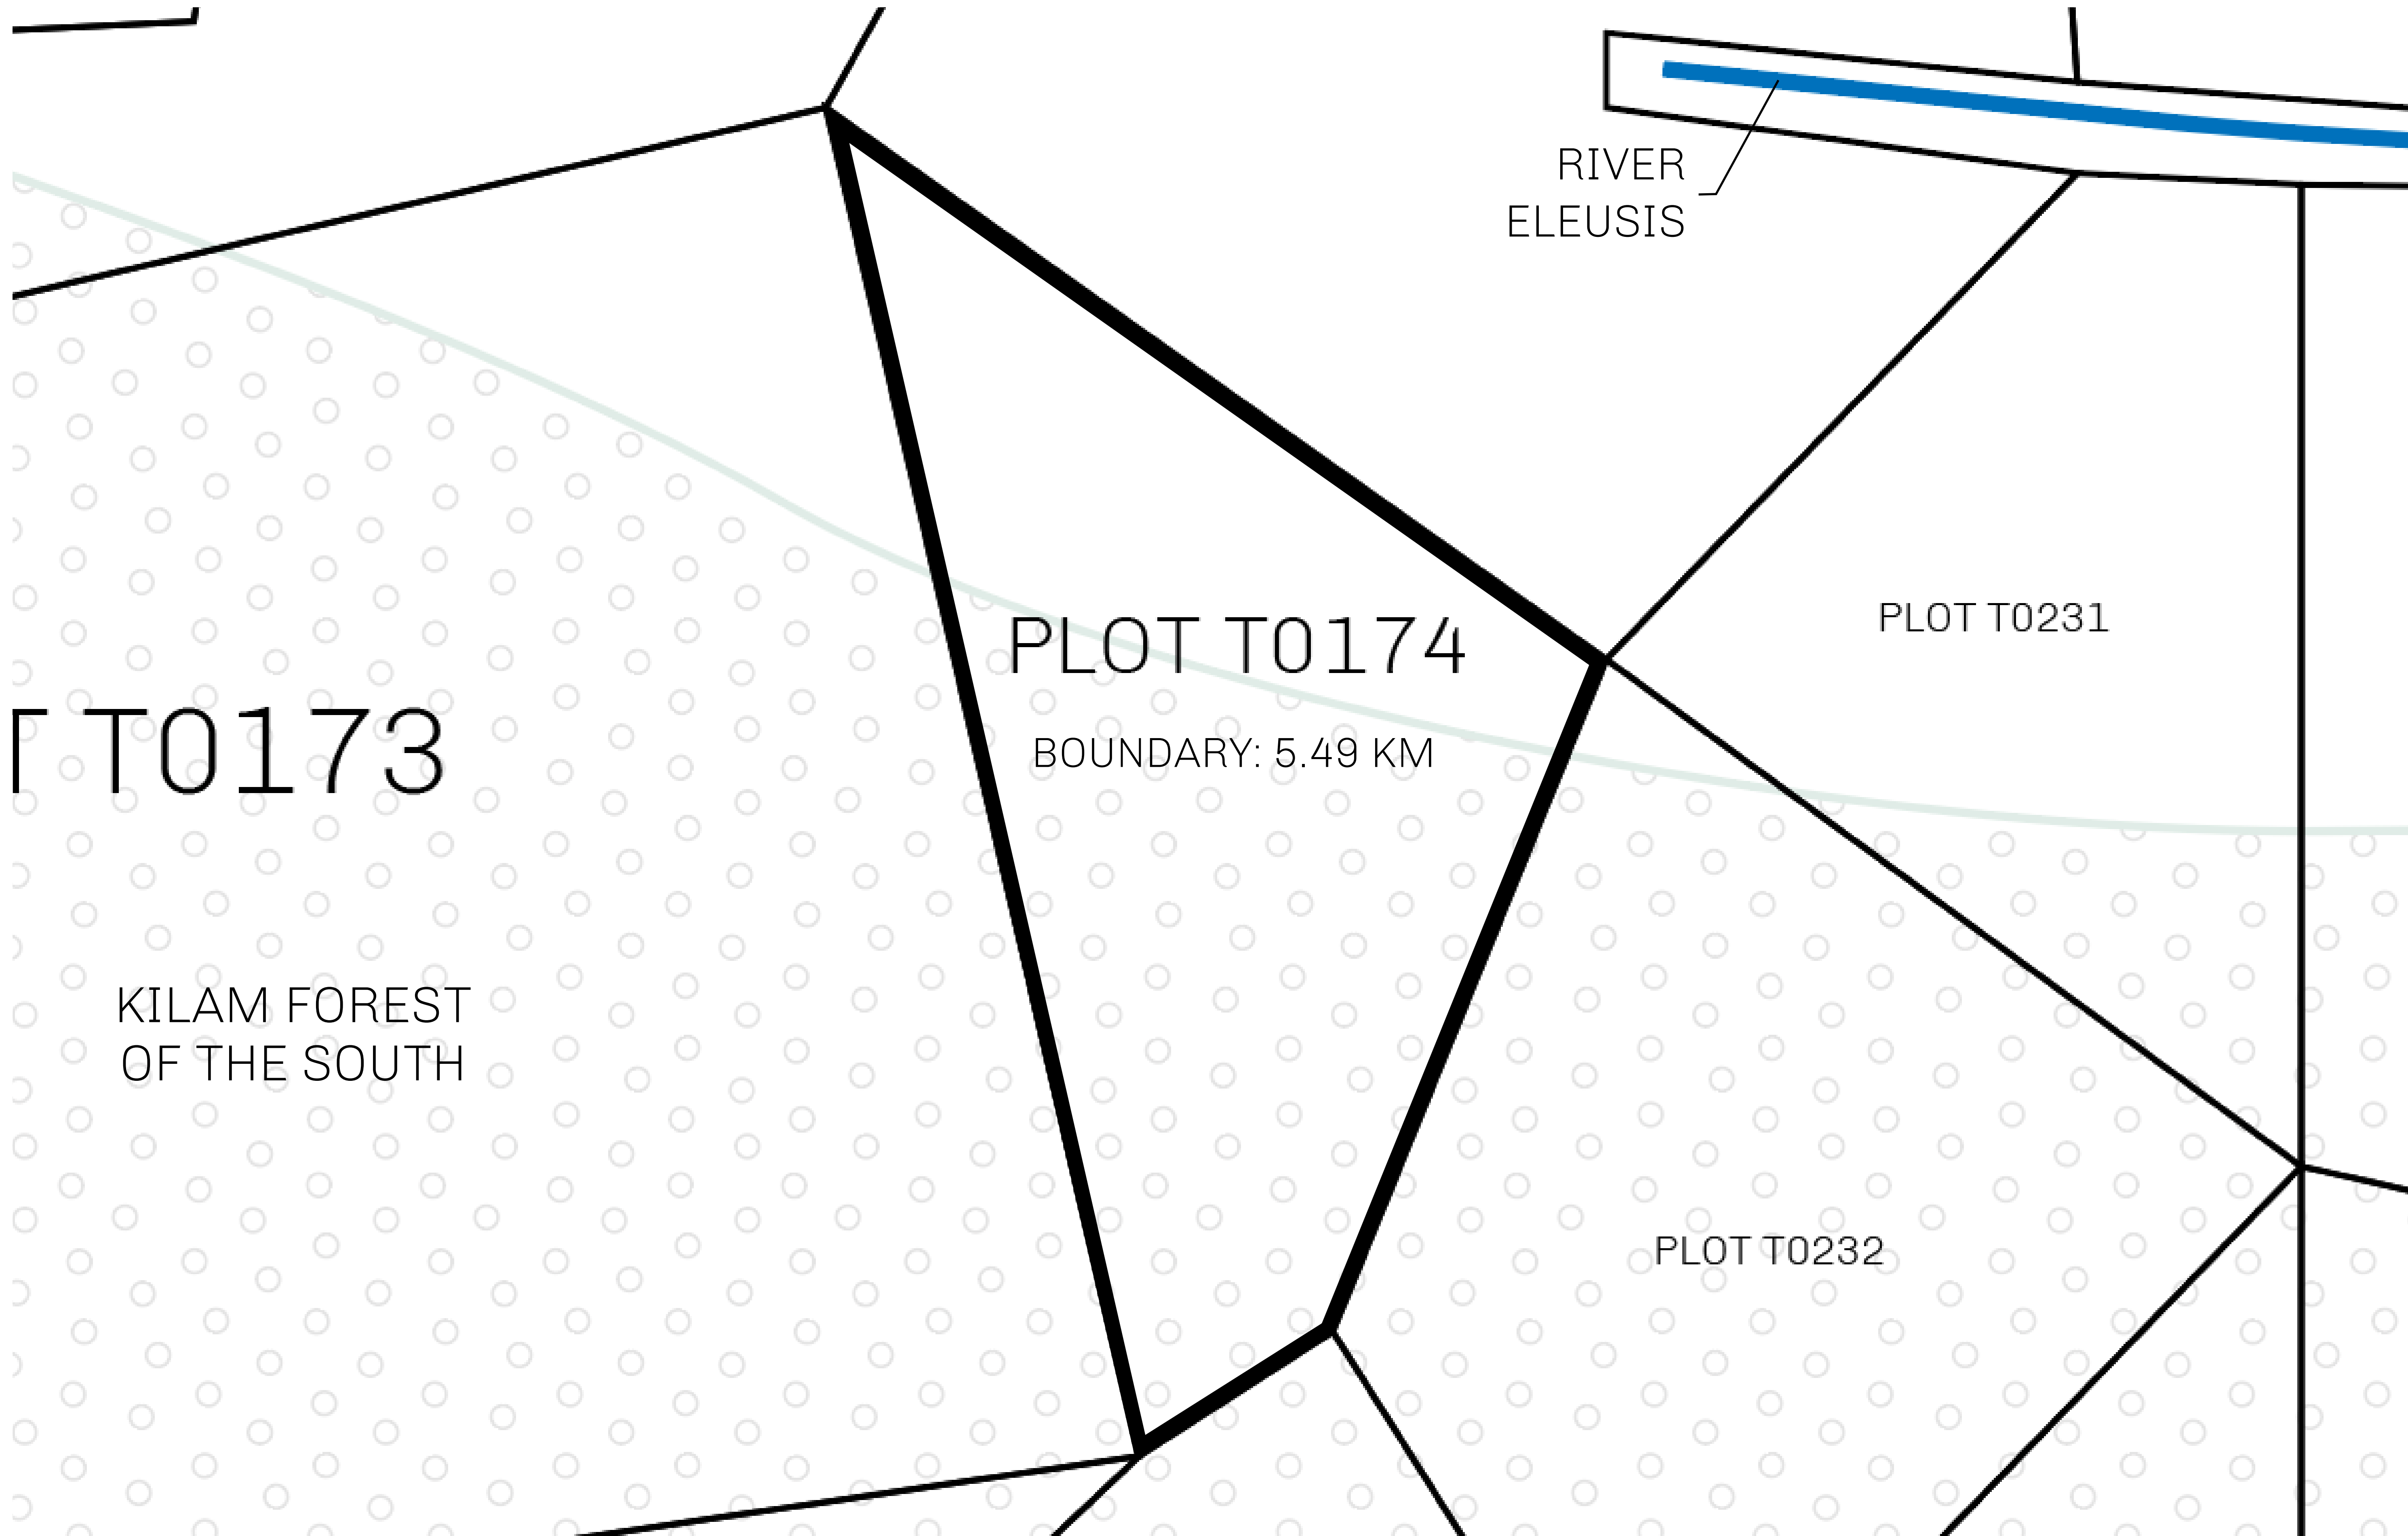 RIVER
ELEUSIS
PLOT T0174
PLOT T0231
T0173
BOUNDARY: 5.49 KM
KILAM FOREST
OF THE SOUTH
PLOT T0232